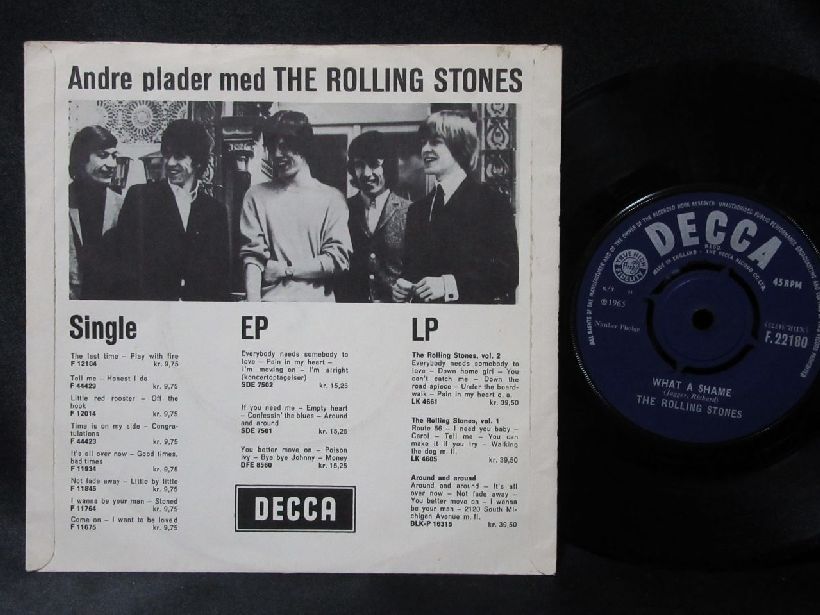 Andre plader med THE ROLLING STONES
Single
The last time – Play with fire
F 12104 kr. 9,75
Tell me – Honest I do
F 44429 kr. 9,75
Little red rooster – Off the
hook
F 12014 kr. 9,75
Time is on my side – Congra-
tulations
F 44423 kr. 9,75
It's all over now – Good times,
bad times
F 11934 kr. 9,75
Not fade away – Little by little
F 11845 kr. 9,75
I wanna be your man – Stoned
F 11764 kr. 9,75
Come on – I want to be loved
F 11675 kr. 9,75
EP
Everybody needs somebody to
love – Pain in my heart –
I'm moving on – I'm alright
(koncertoptagelser)
SDE 7502 kr. 15,25
If you need me – Empty heart
– Confessin' the blues – Around
and around
SDE 7501 kr. 15,25
You better move on – Poison
ivy – Bye bye Johnny – Money
DFE 8560 kr. 15,25
DECCA
LP
The Rolling Stones, vol. 2
Everybody needs somebody to
love – Down home girl – You
can't catch me – Down the
road apiece – Under the board-
walk – Pain in my heart o. a.
LK 4661 kr. 39,50
The Rolling Stones, vol. 1
Route 66 – I need you baby –
Carol – Tell me – You can
make it if you try – Walking
the dog m. fl.
LK 4605 kr. 39,50
Around and around
Around and around – It's all
over now – Not fade away –
You better move on – I wanna
be your man – 2120 South Mi-
chigan Avenue m. fl.
BLK-P 16315 kr. 39,50
DECCA
MADE IN ENGLAND • THE DECCA RECORD CO. LTD.
45 RPM
℗1965
F.22180
WHAT A SHAME
(Jagger, Richard)
THE ROLLING STONES